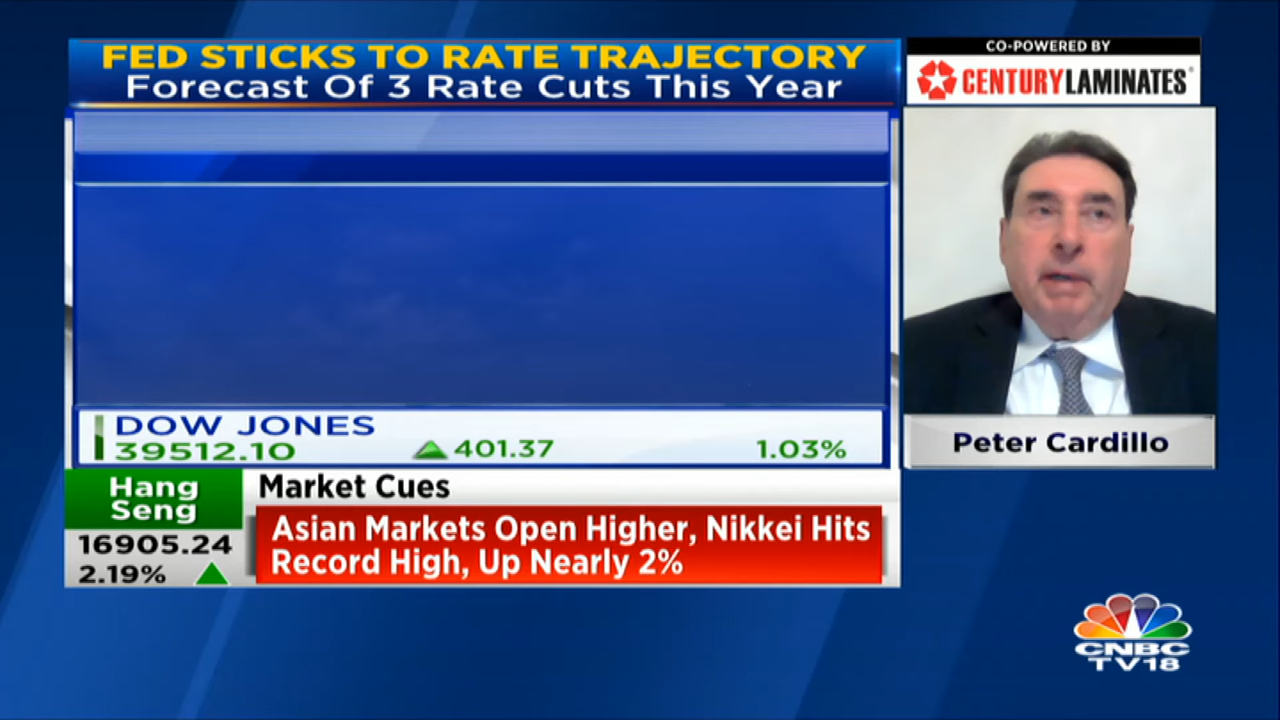 FED STICKS TO RATE TRAJECTORY
Forecast Of 3 Rate Cuts This Year
CO-POWERED BY
CENTURYLAMINATES®
DOW JONES
39512.10 401.37 1.03%
Peter Cardillo
Hang
Seng
16905.24
2.19%
Market Cues
Asian Markets Open Higher, Nikkei Hits
Record High, Up Nearly 2%
CNBC
TV18